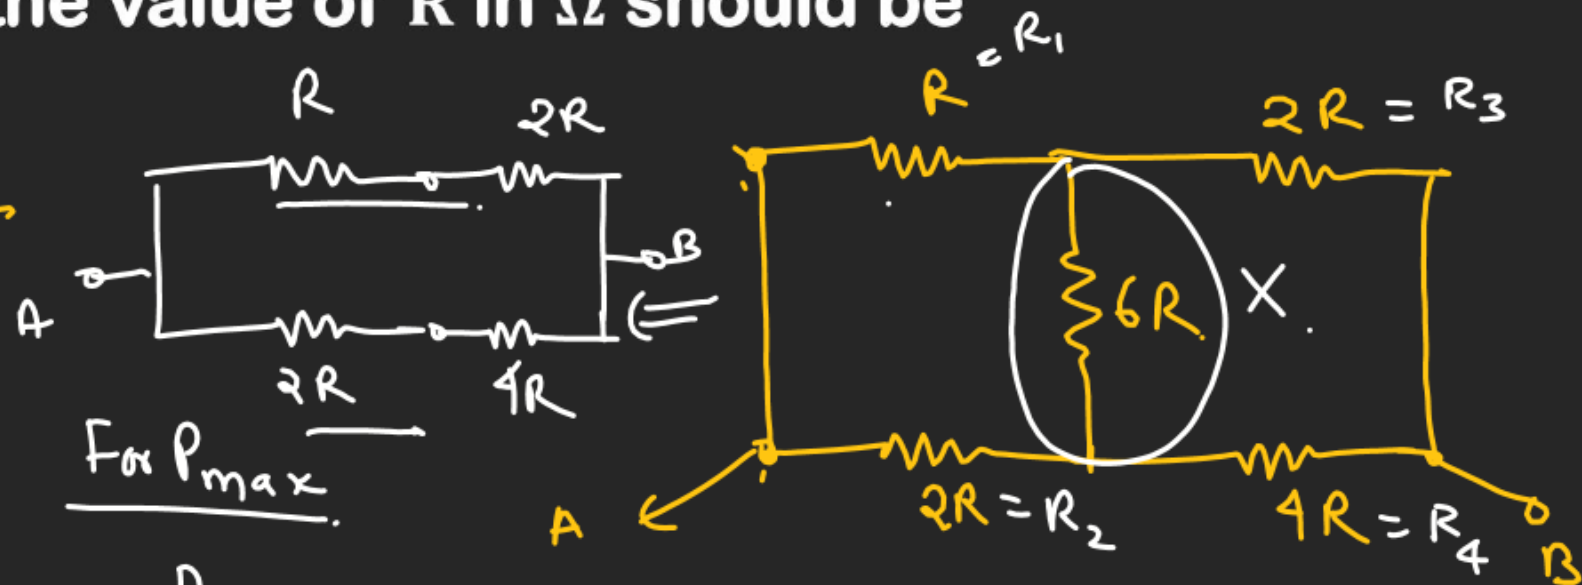 the value of R in Ω should be
R
2R
A
B
2R
4R
For Pmax
R = R1
2R = R3
6R
X
2R = R2
4R = R4
A
B